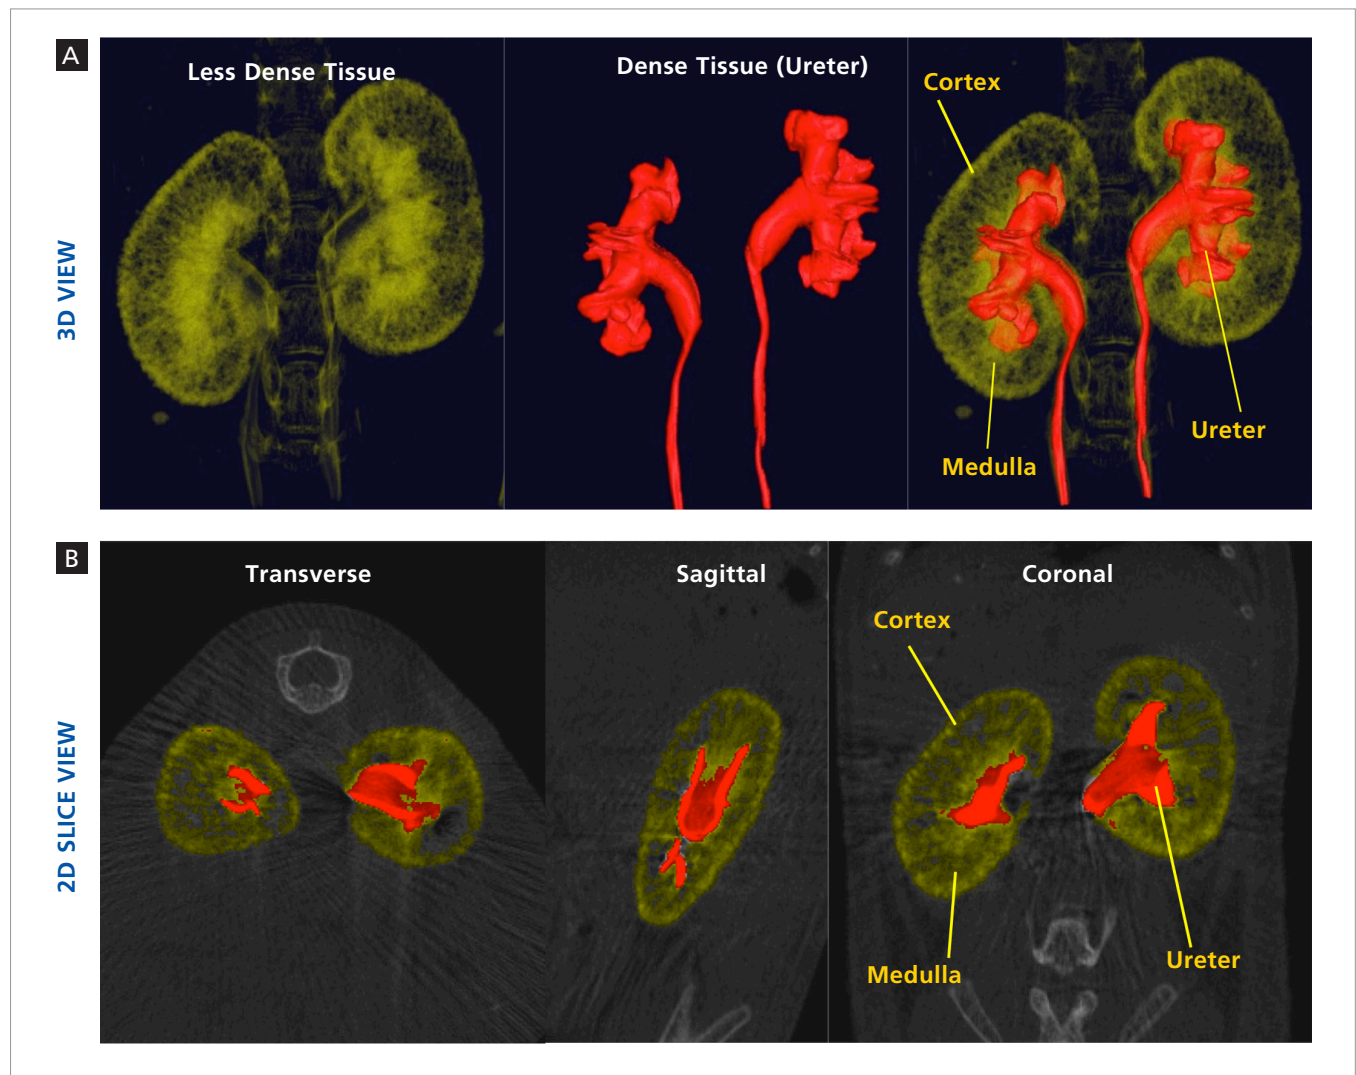 A
Less Dense Tissue
Dense Tissue (Ureter)
Cortex
3D VIEW
Ureter
Medulla
B
Transverse
Sagittal
Coronal
Cortex
2D SLICE VIEW
Ureter
Medulla